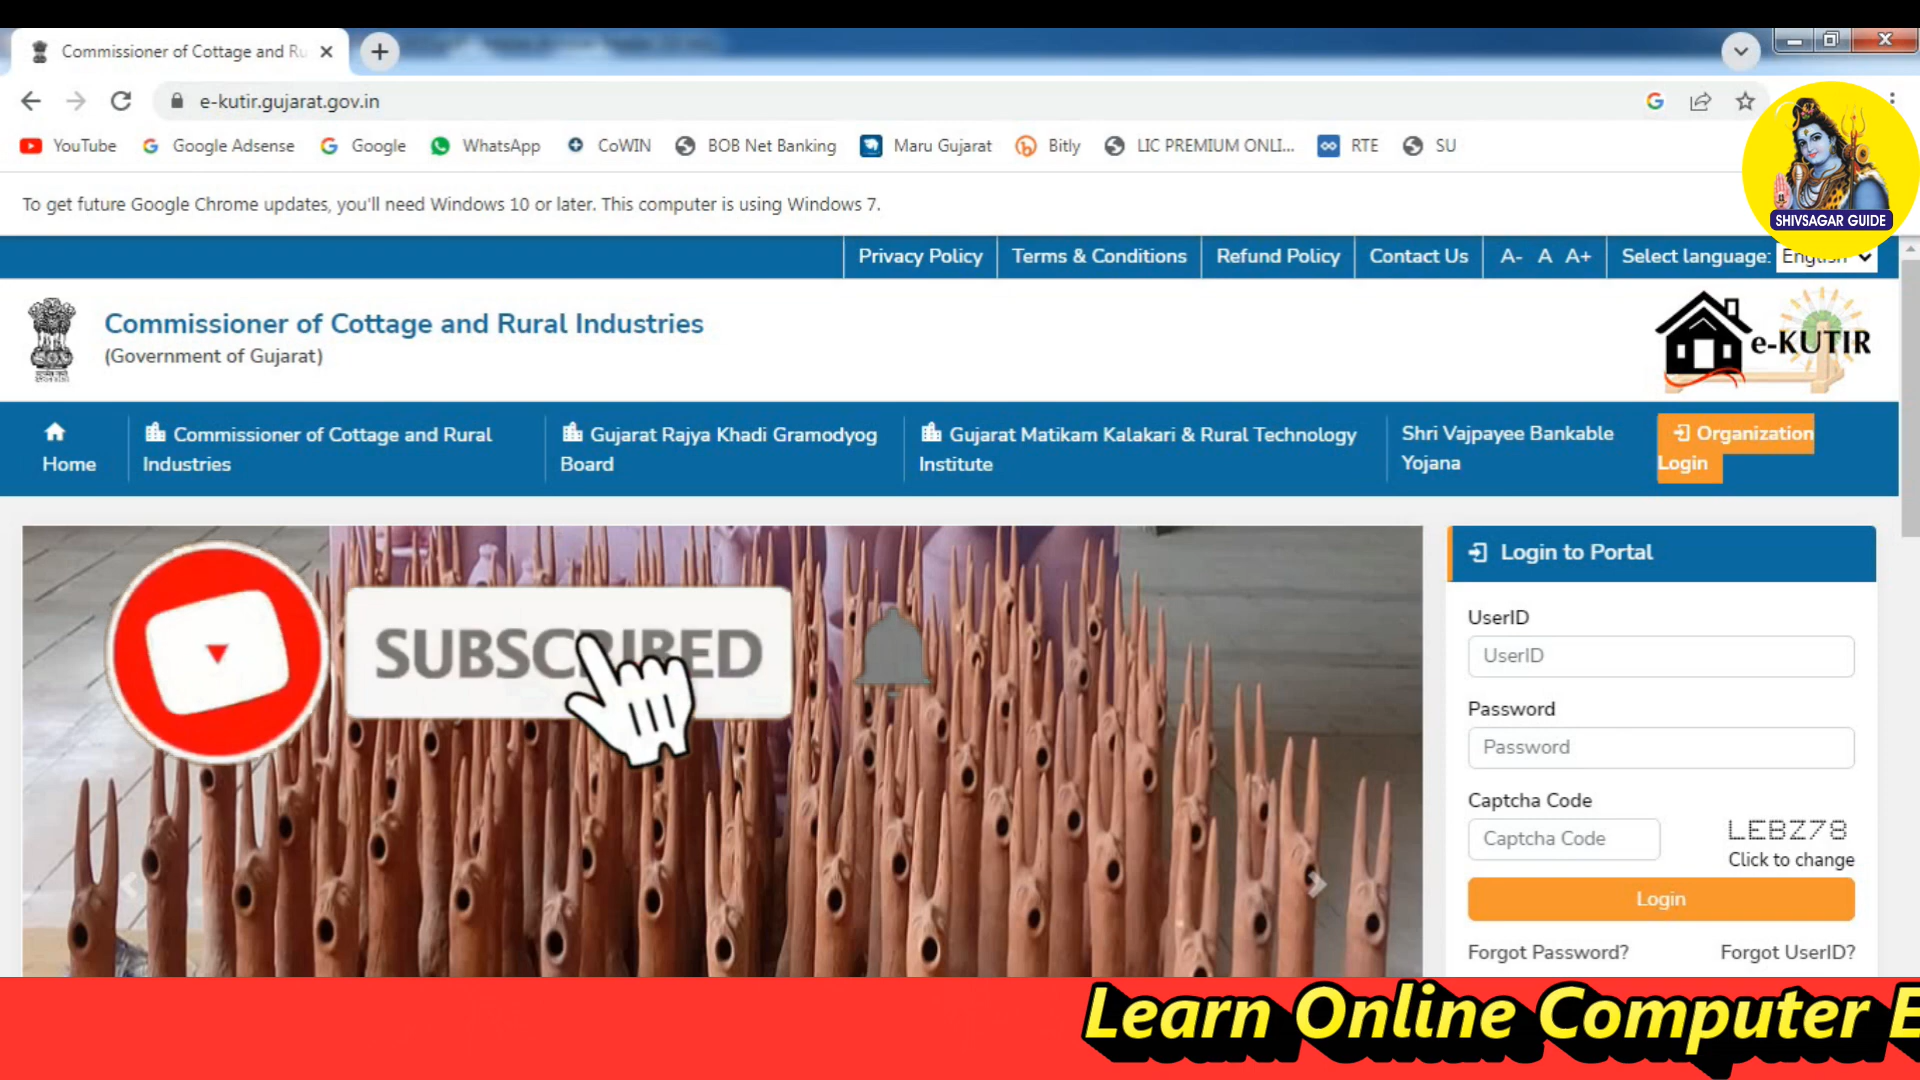 Commissioner of Cottage and Ru
e-kutir.gujarat.gov.in
YouTube Google Adsense Google WhatsApp CoWIN BOB Net Banking Maru Gujarat Bitly LIC PREMIUM ONLI... RTE SU
To get future Google Chrome updates, you'll need Windows 10 or later. This computer is using Windows 7.
SHIVSAGAR GUIDE
Privacy Policy Terms & Conditions Refund Policy Contact Us A- A A+ Select language: English
Commissioner of Cottage and Rural Industries
(Government of Gujarat)
e-KUTIR
Home
Commissioner of Cottage and Rural
Industries
Gujarat Rajya Khadi Gramodyog
Board
Gujarat Matikam Kalakari & Rural Technology
Institute
Shri Vajpayee Bankable
Yojana
Organization
Login
SUBSCRIBED
Login to Portal
UserID
UserID
Password
Password
Captcha Code
Captcha Code
LEBZ78
Click to change
Login
Forgot Password? Forgot UserID?
Learn Online Computer E